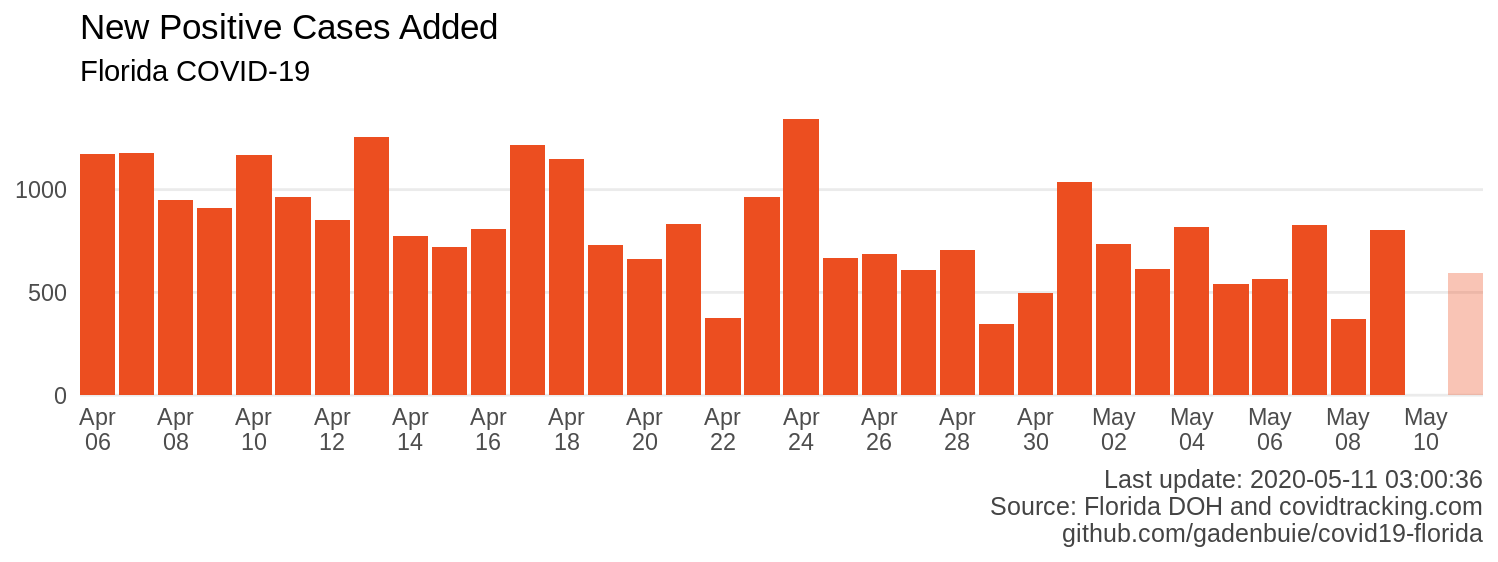 New Positive Cases Added
Florida COVID-19
1000
500
0
Apr Apr Apr Apr Apr Apr Apr Apr Apr Apr Apr Apr Apr May May May May May
06 08 10 12 14 16 18 20 22 24 26 28 30 02 04 06 08 10
Last update: 2020-05-11 03:00:36
Source: Florida DOH and covidtracking.com
github.com/gadenbuie/covid19-florida